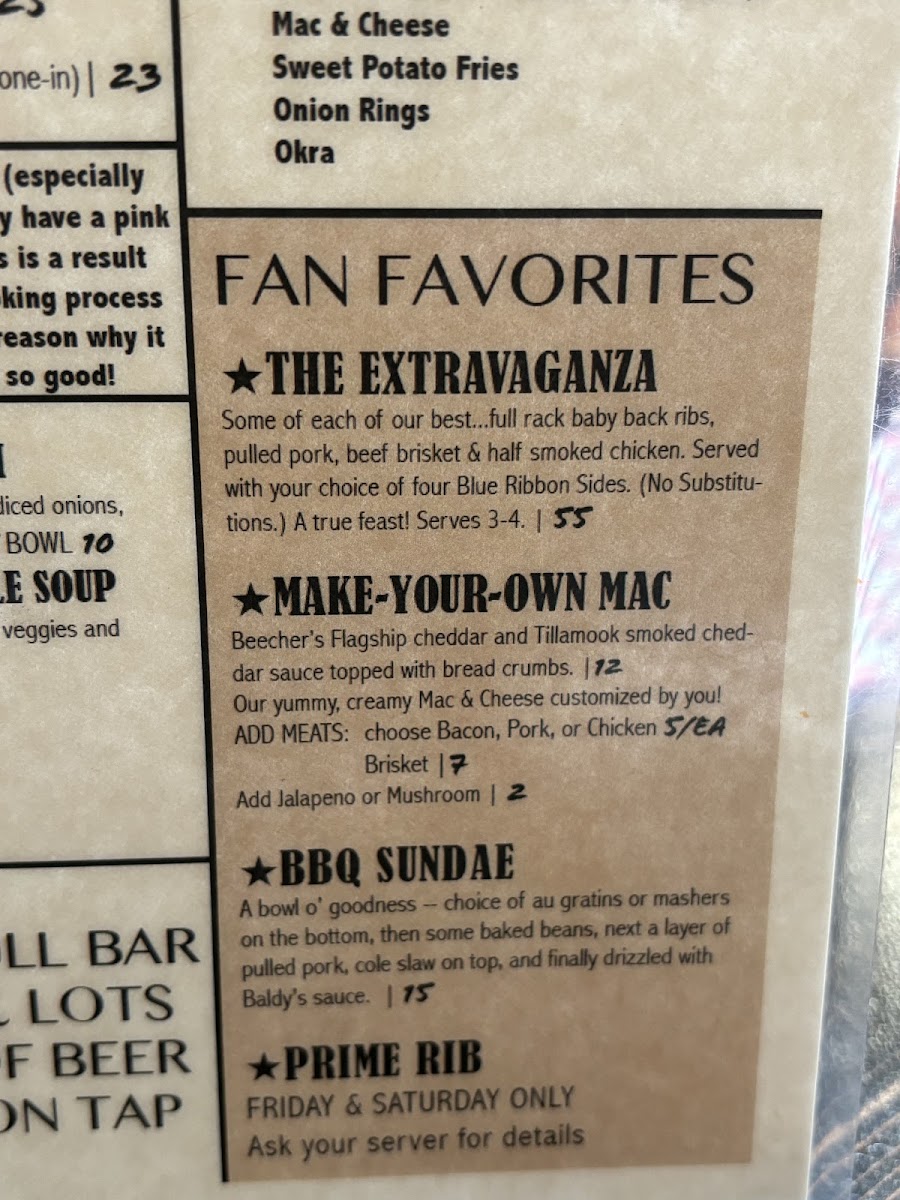 one-in) | 23
(especially
y have a pink
s is a result
king process
reason why it
so good!
diced onions,
BOWL 10
LE SOUP
veggies and
LL BAR
LOTS
OF BEER
ON TAP
Mac & Cheese
Sweet Potato Fries
Onion Rings
Okra
FAN FAVORITES
★THE EXTRAVAGANZA
Some of each of our best...full rack baby back ribs,
pulled pork, beef brisket & half smoked chicken. Served
with your choice of four Blue Ribbon Sides. (No Substitu-
tions.) A true feast! Serves 3-4. | 55
★MAKE-YOUR-OWN MAC
Beecher's Flagship cheddar and Tillamook smoked ched-
dar sauce topped with bread crumbs. | 12
Our yummy, creamy Mac & Cheese customized by you!
ADD MEATS: choose Bacon, Pork, or Chicken 5/EA
Brisket | 7
Add Jalapeno or Mushroom | 2
★BBQ SUNDAE
A bowl o' goodness – choice of au gratins or mashers
on the bottom, then some baked beans, next a layer of
pulled pork, cole slaw on top, and finally drizzled with
Baldy's sauce. | 15
★PRIME RIB
FRIDAY & SATURDAY ONLY
Ask your server for details